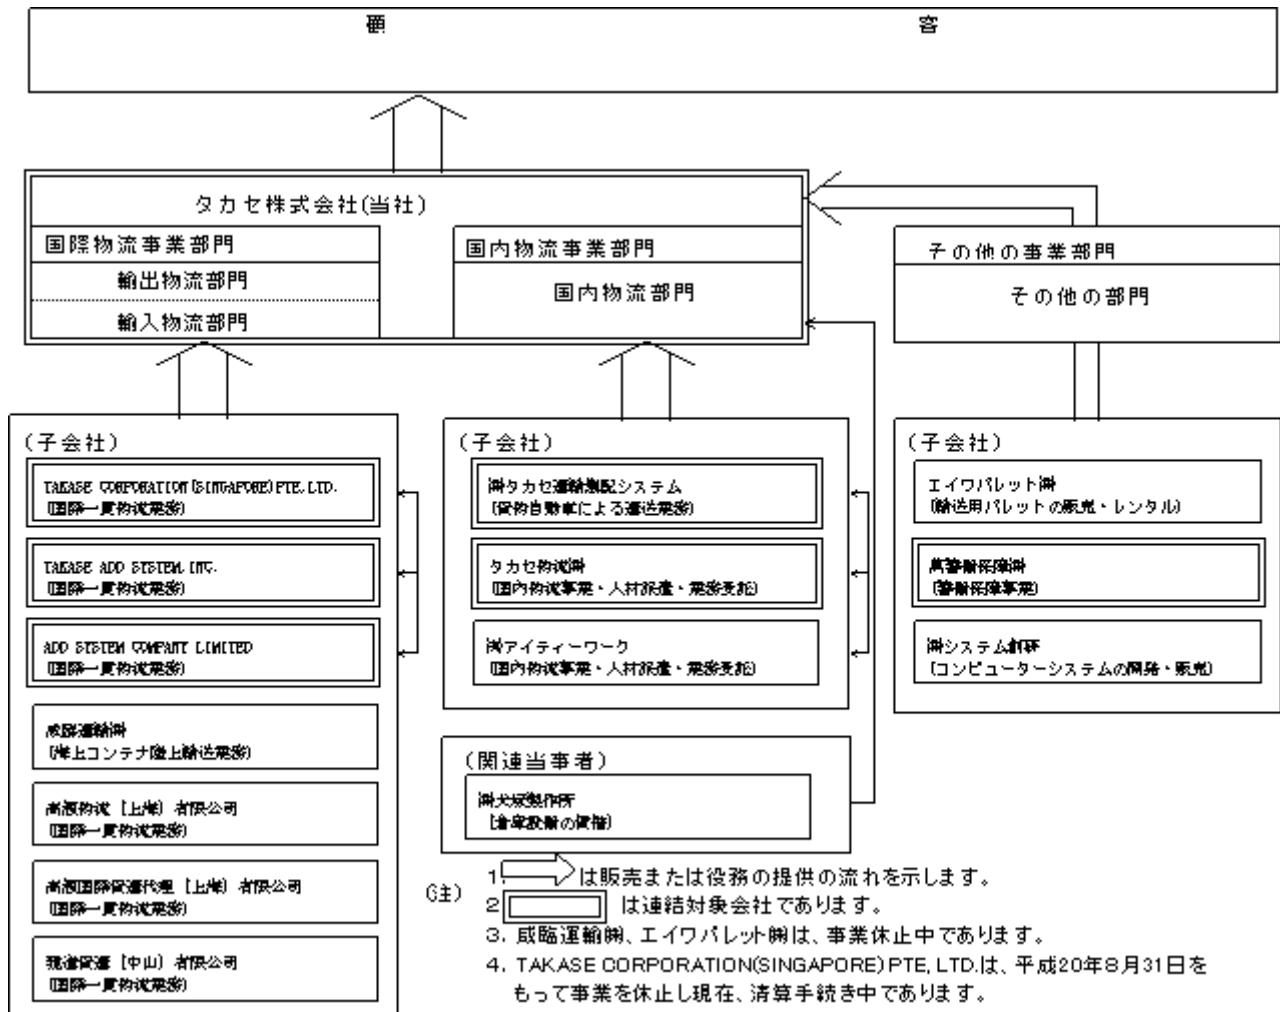 顧 客
タカセ株式会社(当社)
国際物流事業部門
輸出物流部門
輸入物流部門
国内物流事業部門
国内物流部門
その他の事業部門
その他の部門
(子会社)
TAKASE CORPORATION(SINGAPORE)PTE.LTD.
(国際一貫物流業務)
TAKASE ADD SYSTEM,INC.
(国際一貫物流業務)
ADD SYSTEM COMPANY LIMITED
(国際一貫物流業務)
咸臨運輸㈱
(海上コンテナ陸上輸送業務)
高瀬物流(上海)有限公司
(国際一貫物流業務)
高瀬国際貨運代理(上海)有限公司
(国際一貫物流業務)
貨運(中山)有限公司
(国際一貫物流業務)
(子会社)
㈱タカセ運輸集配システム
(貨物自動車による運送業務)
タカセ物流㈱
(国内物流事業・人材派遣・業務受託)
㈱アイティーワーク
(国内物流事業・人材派遣・業務受託)
(関連当事者)
㈱大塚製作所
(倉庫設備の賃借)
(子会社)
エイワパレット㈱
(輸送用パレットの販売・レンタル)
警備保障㈱
(警備保障事業)
㈱システム創研
(コンピューターシステムの開発・販売)
(注)
1. は販売または役務の提供の流れを示します。
2 は連結対象会社であります。
3. 咸臨運輸㈱、エイワパレット㈱は、事業休止中であります。
4. TAKASE CORPORATION(SINGAPORE)PTE, LTD.は、平成20年8月31日を
もって事業を休止し現在、清算手続き中であります。